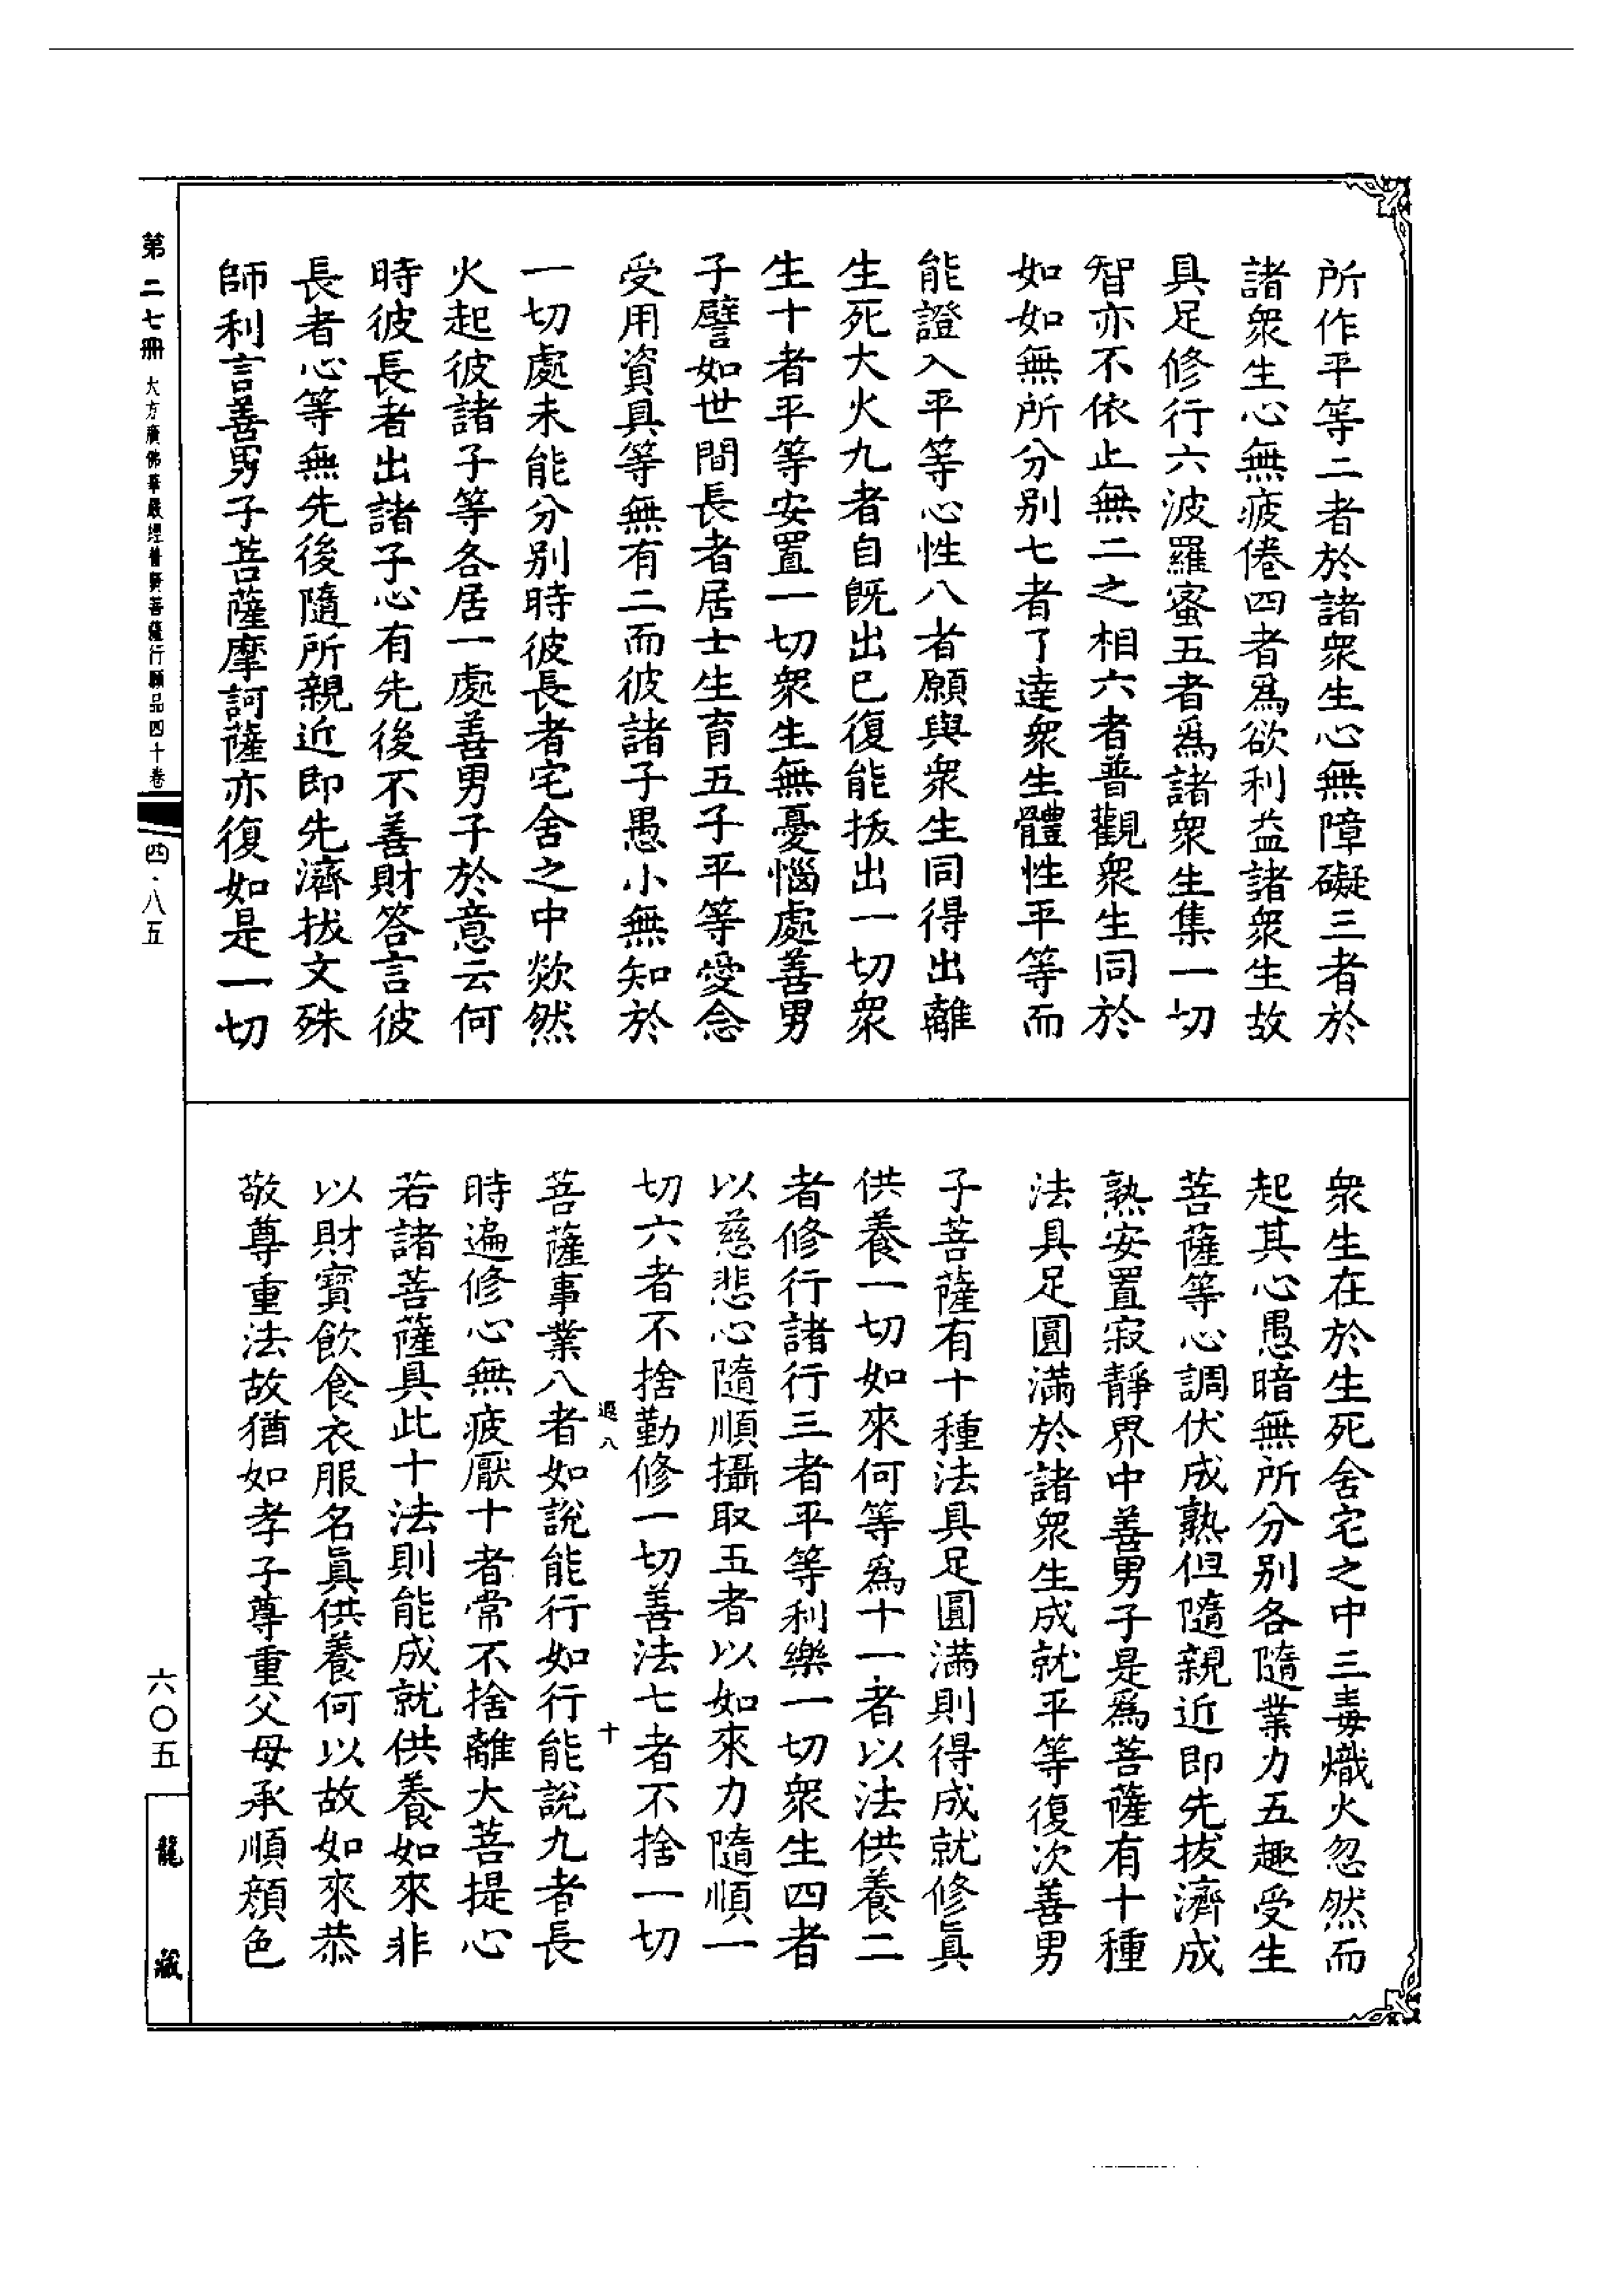 所作平等二者於諸衆生心無障礙三者於
諸衆生心無疲倦四者爲欲利益諸衆生故
具足修行六波羅蜜五者爲諸衆生集一切
智亦不依止無二之相六者普觀衆生同於
如如無所分别七者了達衆生體性平等而
能證入平等心性八者願與衆生同得出離
生死大火九者自既出已復能拔出一切衆
生十者平等安置一切衆生無憂惱處善男
子譬如世間長者居士生育五子平等愛念
受用資具等無有二而彼諸子愚小無知於
一切處未能分别時彼長者宅舍之中欻然
火起彼諸子等各居一處善男子於意云何
時彼長者出諸子心有先後不善財答言彼
長者心等無先後隨所親近即先濟拔文殊
師利言善男子菩薩摩訶薩亦復如是一切
衆生在於生死舍宅之中三毒熾火忽然而
起其心愚暗無所分别各隨業力五趣受生
菩薩等心調伏成熟但隨親近即先拔濟成
熟安置寂靜界中善男子是爲菩薩有十種
法具足圓滿於諸衆生成就平等復次善男
子菩薩有十種法具足圓滿則得成就修眞
供養一切如來何等爲十一者以法供養二
者修行諸行三者平等利樂一切衆生四者
以慈悲心隨順攝取五者以如來力隨順一
切六者不捨勤修一切善法七者不捨一切
遐八 十
菩薩事業八者如說能行如行能說九者長
時遍修心無疲厭十者常不捨離大菩提心
若諸菩薩具此十法則能成就供養如來非
以財寳飲食衣服名眞供養何以故如來恭
敬尊重法故猶如孝子尊重父母承順顏色
第二七冊 大方廣佛華嚴經普賢菩薩行願品四十卷
四·八五
六〇五
龍藏